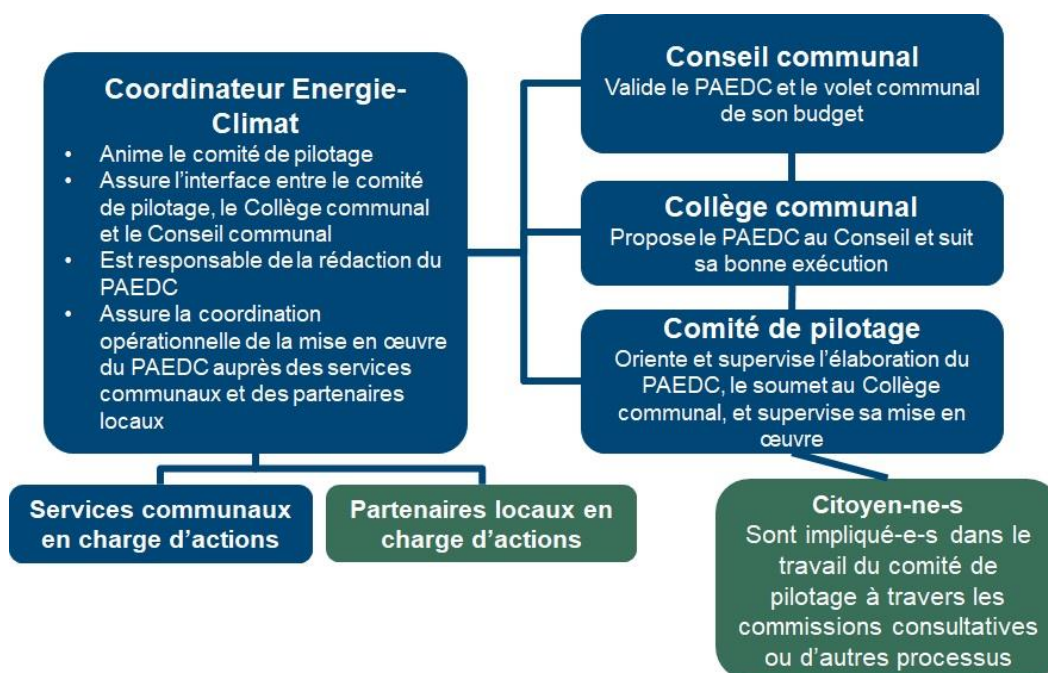 Coordinateur Energie-
Climat
• Anime le comité de pilotage
• Assure l'interface entre le comité
de pilotage, le Collège communal
et le Conseil communal
• Est responsable de la rédaction du
PAEDC
• Assure la coordination
opérationnelle de la mise en œuvre
du PAEDC auprès des services
communaux et des partenaires
locaux
Services communaux
en charge d'actions
Partenaires locaux en
charge d'actions
Conseil communal
Valide le PAEDC et le volet communal
de son budget
Collège communal
Propose le PAEDC au Conseil et suit
sa bonne exécution
Comité de pilotage
Oriente et supervise l'élaboration du
PAEDC, le soumet au Collège
communal, et supervise sa mise en
œuvre
Citoyen-ne-s
Sont impliqué-e-s dans le
travail du comité de
pilotage à travers les
commissions consultatives
ou d'autres processus